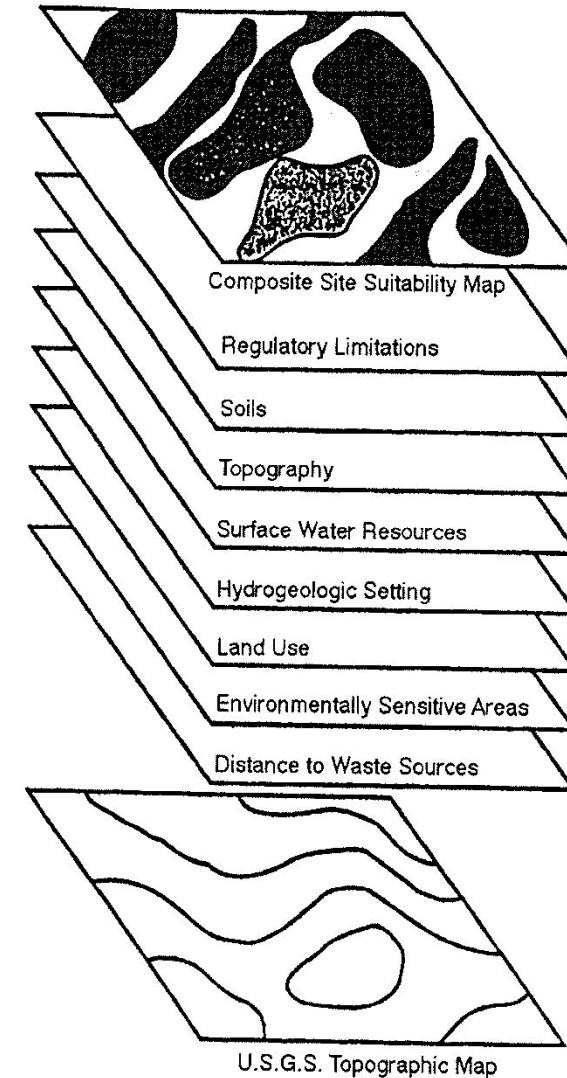 Composite Site Suitability Map
Regulatory Limitations
Soils
Topography
Surface Water Resources
Hydrogeologic Setting
Land Use
Environmentally Sensitive Areas
Distance to Waste Sources
U.S.G.S. Topographic Map